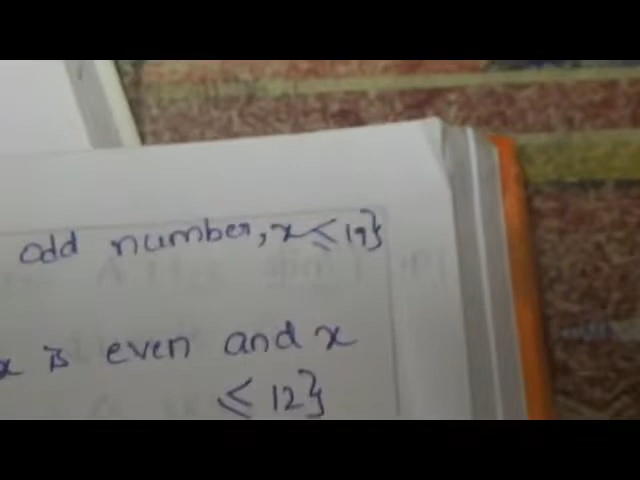 odd number, x ≤ 19}
x is even and x
≤ 12}